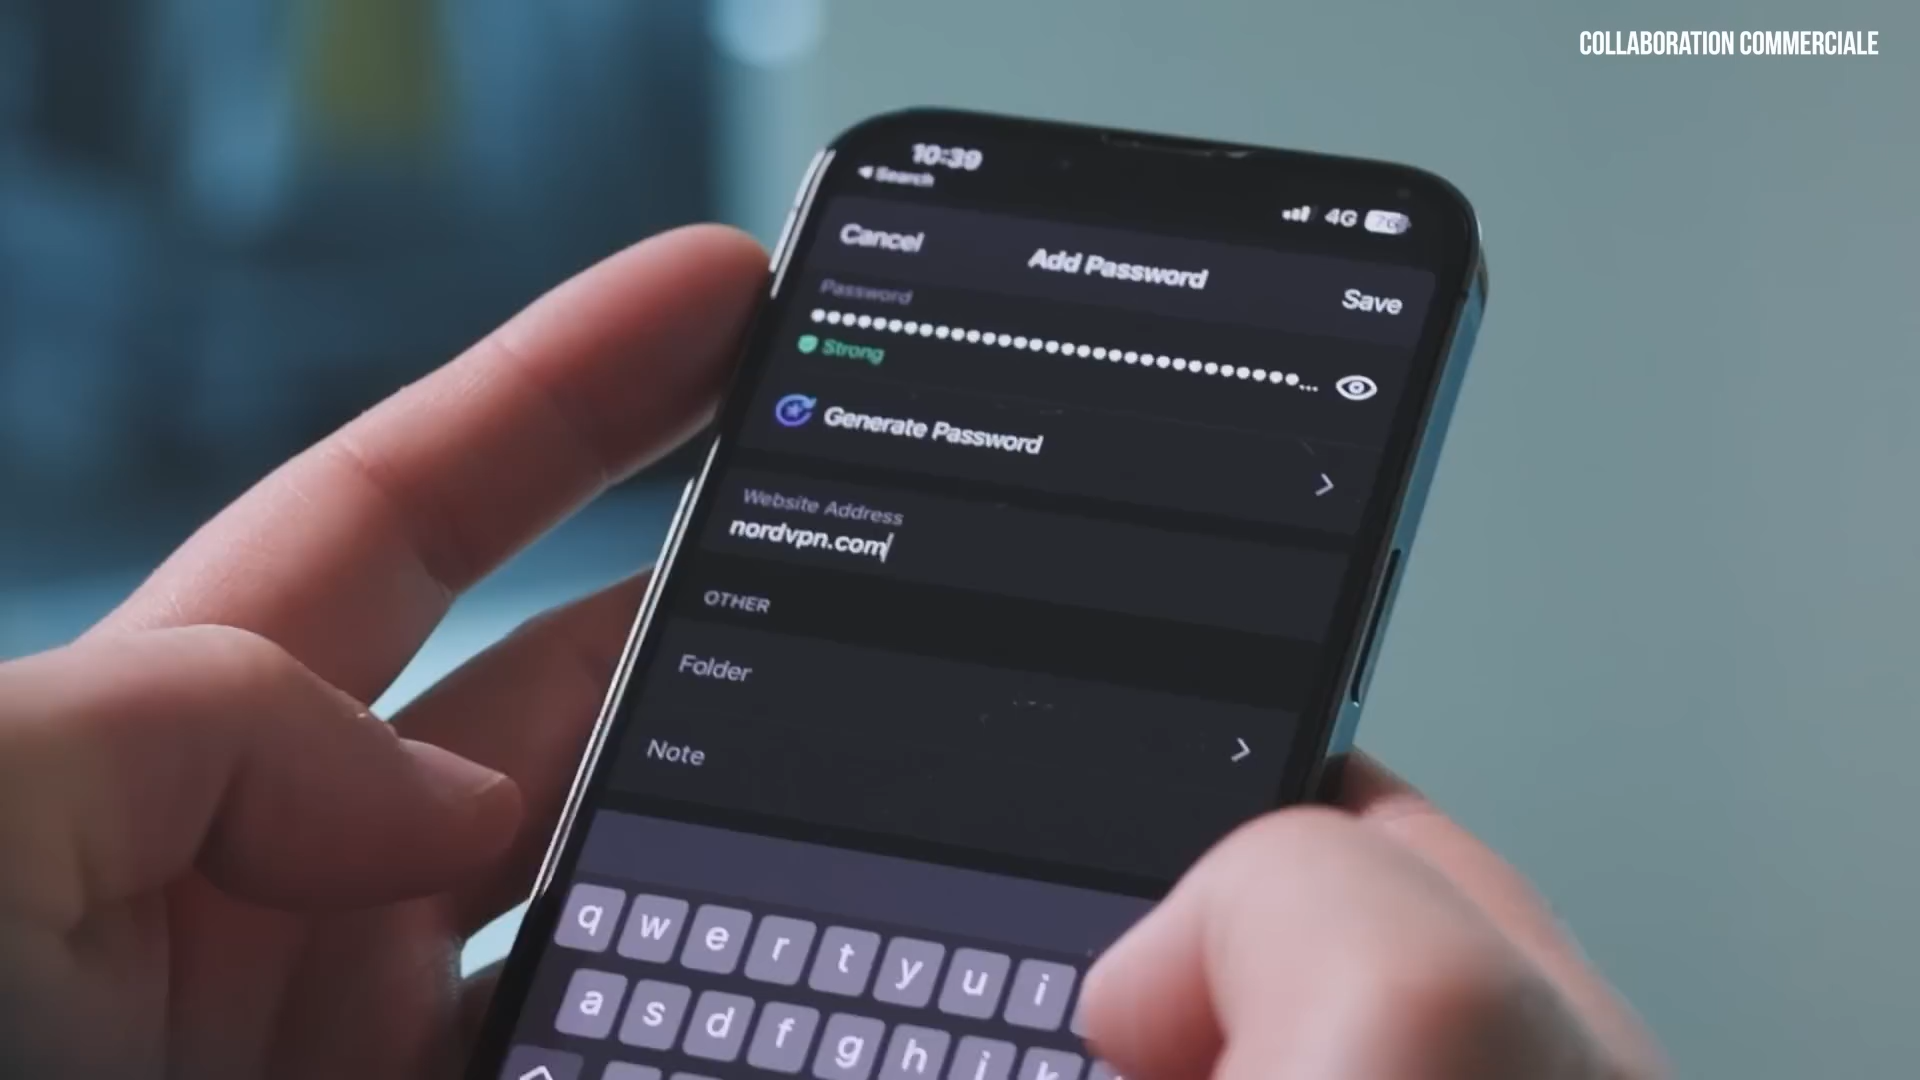 COLLABORATION COMMERCIALE
10:39
Search
4G 76
Cancel
Add Password
Save
Password
Strong
Generate Password
Website Address
nordvpn.com
OTHER
Folder
Note
q w e r t y u i
a s d f g h j k